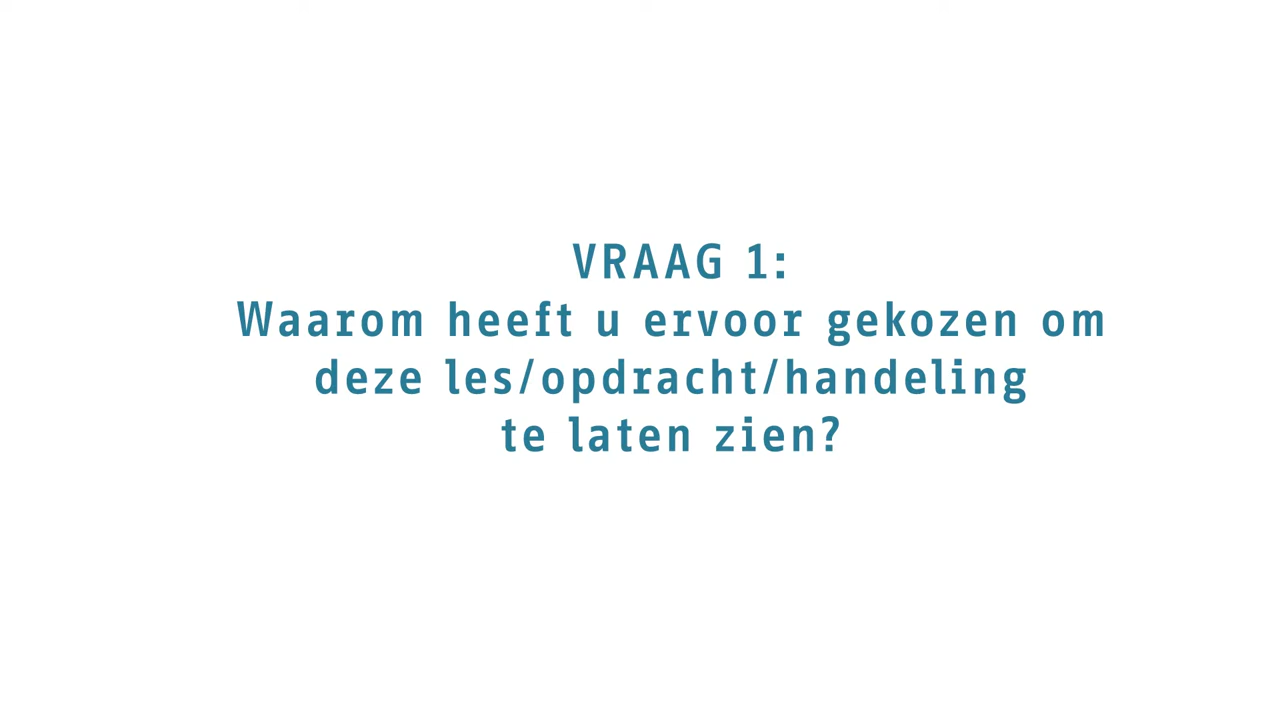 VRAAG 1:
Waarom heeft u ervoor gekozen om
deze les/opdracht/handeling
te laten zien?